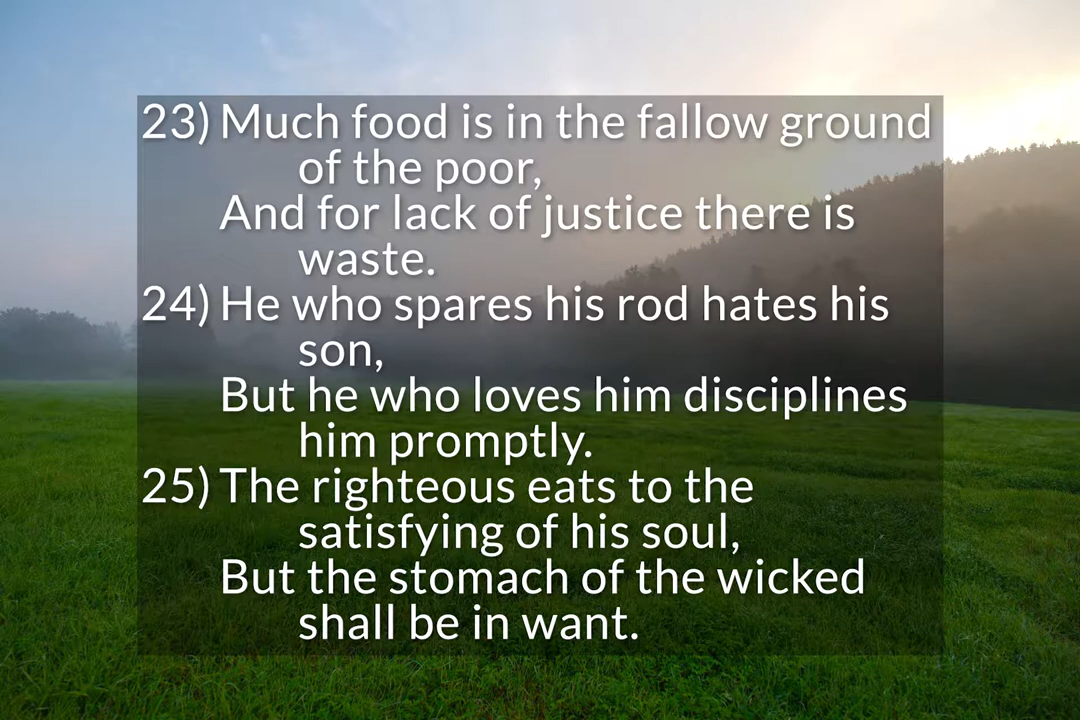 23) Much food is in the fallow ground
of the poor,
And for lack of justice there is
waste.
24) He who spares his rod hates his
son,
But he who loves him disciplines
him promptly.
25) The righteous eats to the
satisfying of his soul,
But the stomach of the wicked
shall be in want.